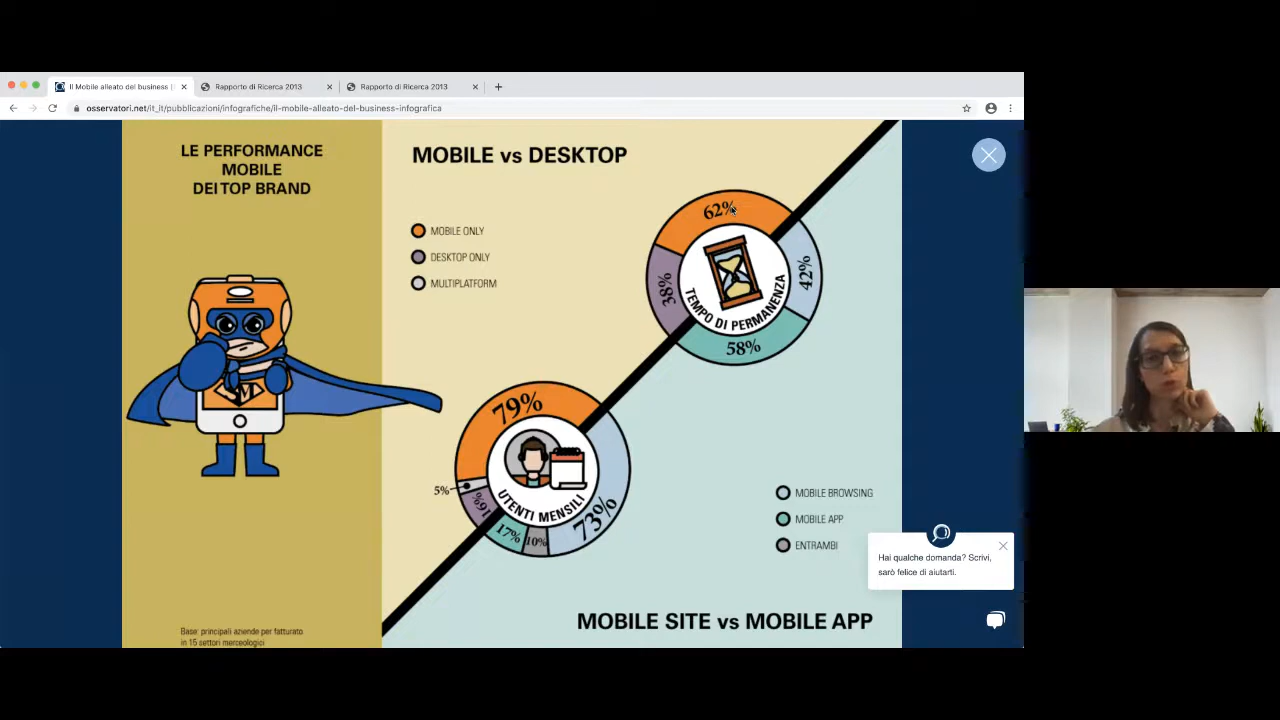 Il Mobile alleato del business |
Rapporto di Ricerca 2013
Rapporto di Ricerca 2013
osservatori.net/it_it/pubblicazioni/infografiche/il-mobile-alleato-del-business-infografica
LE PERFORMANCE
MOBILE
DEI TOP BRAND
MOBILE vs DESKTOP
MOBILE ONLY
DESKTOP ONLY
MULTIPLATFORM
62%
38%
42%
58%
TEMPO DI PERMANENZA
79%
5%
16%
17%
10%
73%
UTENTI MENSILI
SM
MOBILE BROWSING
MOBILE APP
ENTRAMBI
Hai qualche domanda? Scrivi,
sarò felice di aiutarti.
MOBILE SITE vs MOBILE APP
Base: principali aziende per fatturato
in 15 settori merceologici